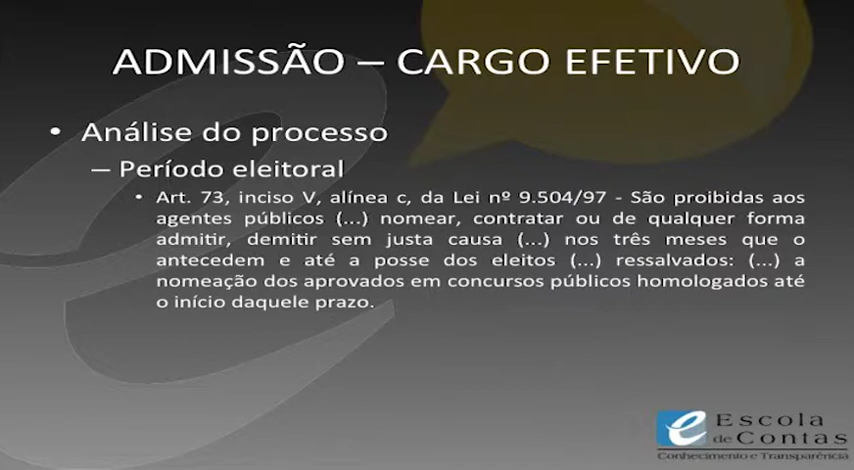 ADMISSÃO – CARGO EFETIVO
• Análise do processo
– Período eleitoral
• Art. 73, inciso V, alínea c, da Lei nº 9.504/97 - São proibidas aos
agentes públicos (...) nomear, contratar ou de qualquer forma
admitir, demitir sem justa causa (...) nos três meses que o
antecedem e até a posse dos eleitos (...) ressalvados: (...) a
nomeação dos aprovados em concursos públicos homologados até
o início daquele prazo.
e Escola
de Contas
Conhecimento e Transparência